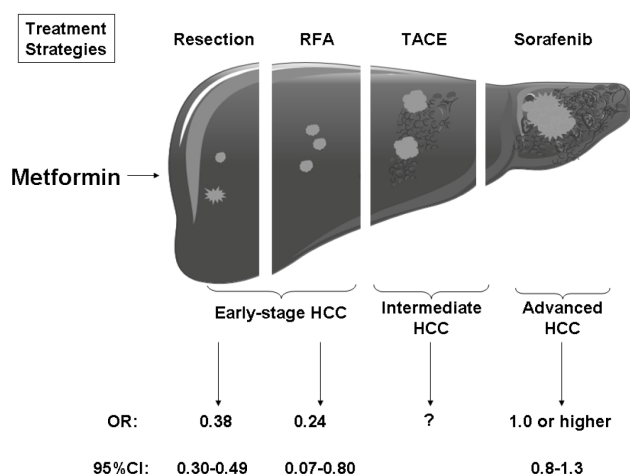 Treatment
Strategies
Resection
RFA
TACE
Sorafenib
Metformin
Early-stage HCC
Intermediate
HCC
Advanced
HCC
OR: 0.38 0.24 ? 1.0 or higher
95%CI: 0.30-0.49 0.07-0.80 0.8-1.3